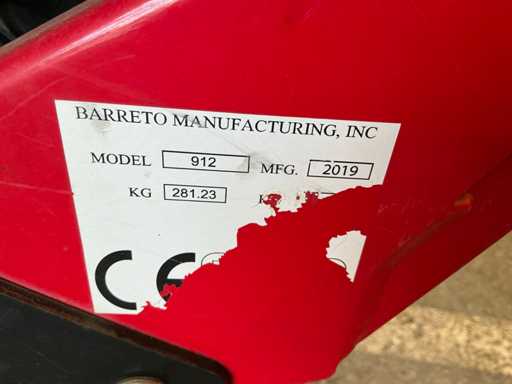 BARRETO MANUFACTURING, INC
MODEL 912 MFG. 2019
KG 281.23
CE